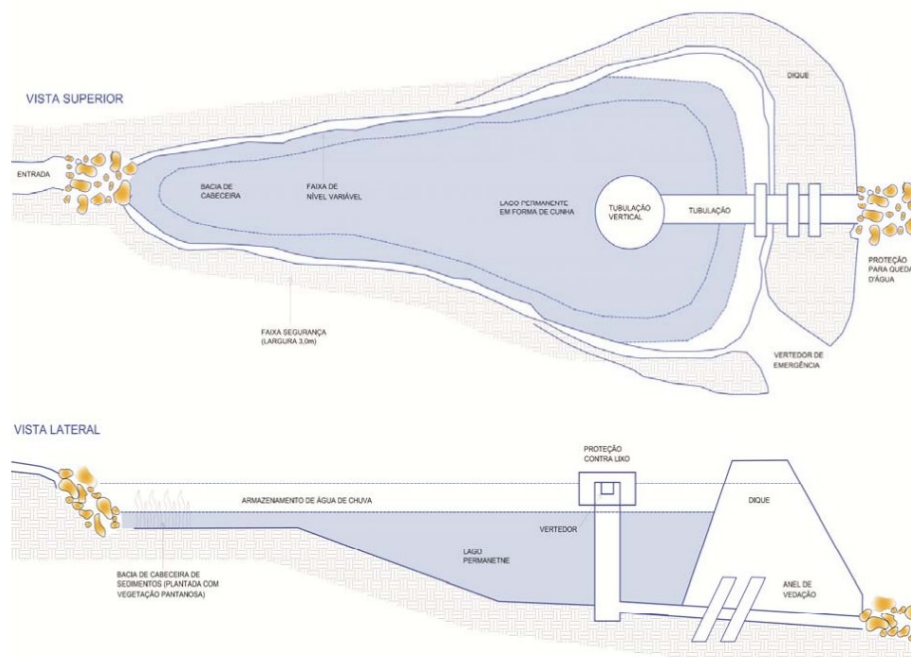 VISTA SUPERIOR
DIQUE
ENTRADA
BACIA DE
CABECEIRA
FAIXA DE
NÍVEL VARIÁVEL
LAGO PERMANENTE
EM FORMA DE CUNHA
TUBULAÇÃO
VERTICAL
TUBULAÇÃO
PROTEÇÃO
PARA QUEDA
D'ÁGUA
FAIXA SEGURANÇA
(LARGURA 3,0m)
VERTEDOR DE
EMERGÊNCIA
VISTA LATERAL
PROTEÇÃO
CONTRA LIXO
ARMAZENAMENTO DE ÁGUA DE CHUVA
DIQUE
VERTEDOR
LAGO
PERMANETNE
BACIA DE CABECEIRA DE
SEDIMENTOS (PLANTADA COM
VEGETAÇÃO PANTANOSA)
ANEL DE
VEDAÇÃO